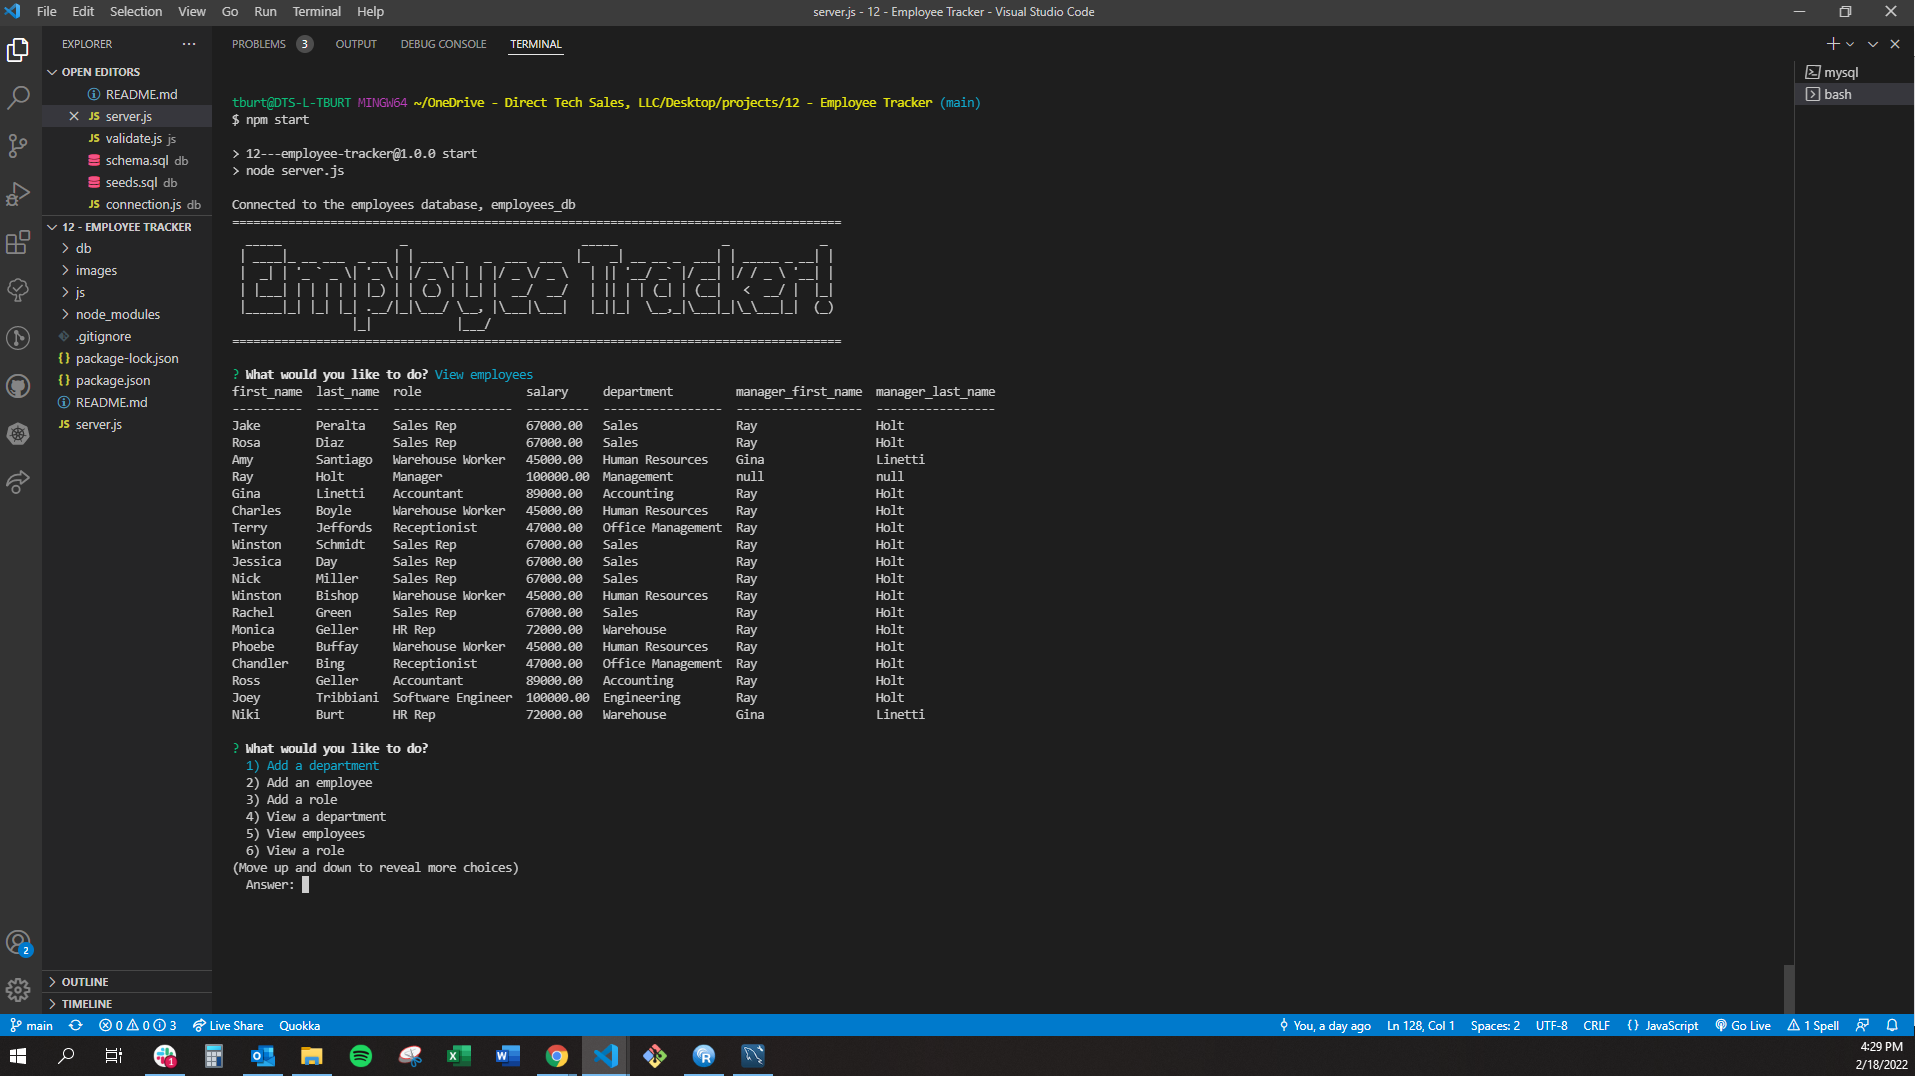 File Edit Selection View Go Run Terminal Help
server.js - 12 - Employee Tracker - Visual Studio Code
EXPLORER ...
OPEN EDITORS
README.md
server.js
validate.js js
schema.sql db
seeds.sql db
connection.js db
12 - EMPLOYEE TRACKER
db
images
js
node_modules
.gitignore
package-lock.json
package.json
README.md
server.js
OUTLINE
TIMELINE
PROBLEMS 3 OUTPUT DEBUG CONSOLE TERMINAL
mysql
bash
tburt@DTS-L-TBURT MINGW64 ~/OneDrive - Direct Tech Sales, LLC/Desktop/projects/12 - Employee Tracker (main)
$ npm start
> 12---employee-tracker@1.0.0 start
> node server.js
Connected to the employees database, employees_db
Employee Tracker!
? What would you like to do? View employees
first_name last_name role salary department manager_first_name manager_last_name
Jake Peralta Sales Rep 67000.00 Sales Ray Holt
Rosa Diaz Sales Rep 67000.00 Sales Ray Holt
Amy Santiago Warehouse Worker 45000.00 Human Resources Gina Linetti
Ray Holt Manager 100000.00 Management null null
Gina Linetti Accountant 89000.00 Accounting Ray Holt
Charles Boyle Warehouse Worker 45000.00 Human Resources Ray Holt
Terry Jeffords Receptionist 47000.00 Office Management Ray Holt
Winston Schmidt Sales Rep 67000.00 Sales Ray Holt
Jessica Day Sales Rep 67000.00 Sales Ray Holt
Nick Miller Sales Rep 67000.00 Sales Ray Holt
Winston Bishop Warehouse Worker 45000.00 Human Resources Ray Holt
Rachel Green Sales Rep 67000.00 Sales Ray Holt
Monica Geller HR Rep 72000.00 Warehouse Ray Holt
Phoebe Buffay Warehouse Worker 45000.00 Human Resources Ray Holt
Chandler Bing Receptionist 47000.00 Office Management Ray Holt
Ross Geller Accountant 89000.00 Accounting Ray Holt
Joey Tribbiani Software Engineer 100000.00 Engineering Ray Holt
Niki Burt HR Rep 72000.00 Warehouse Gina Linetti
? What would you like to do?
1) Add a department
2) Add an employee
3) Add a role
4) View a department
5) View employees
6) View a role
(Move up and down to reveal more choices)
Answer:
2
main 0 0 3 Live Share Quokka
You, a day ago Ln 128, Col 1 Spaces: 2 UTF-8 CRLF {} JavaScript Go Live 1 Spell
1
4:29 PM
2/18/2022